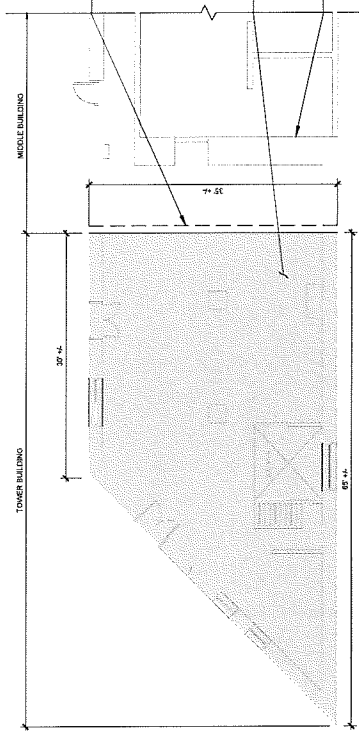 TOWER BUILDING
MIDDLE BUILDING
30' +/-
35' +/-
65' +/-